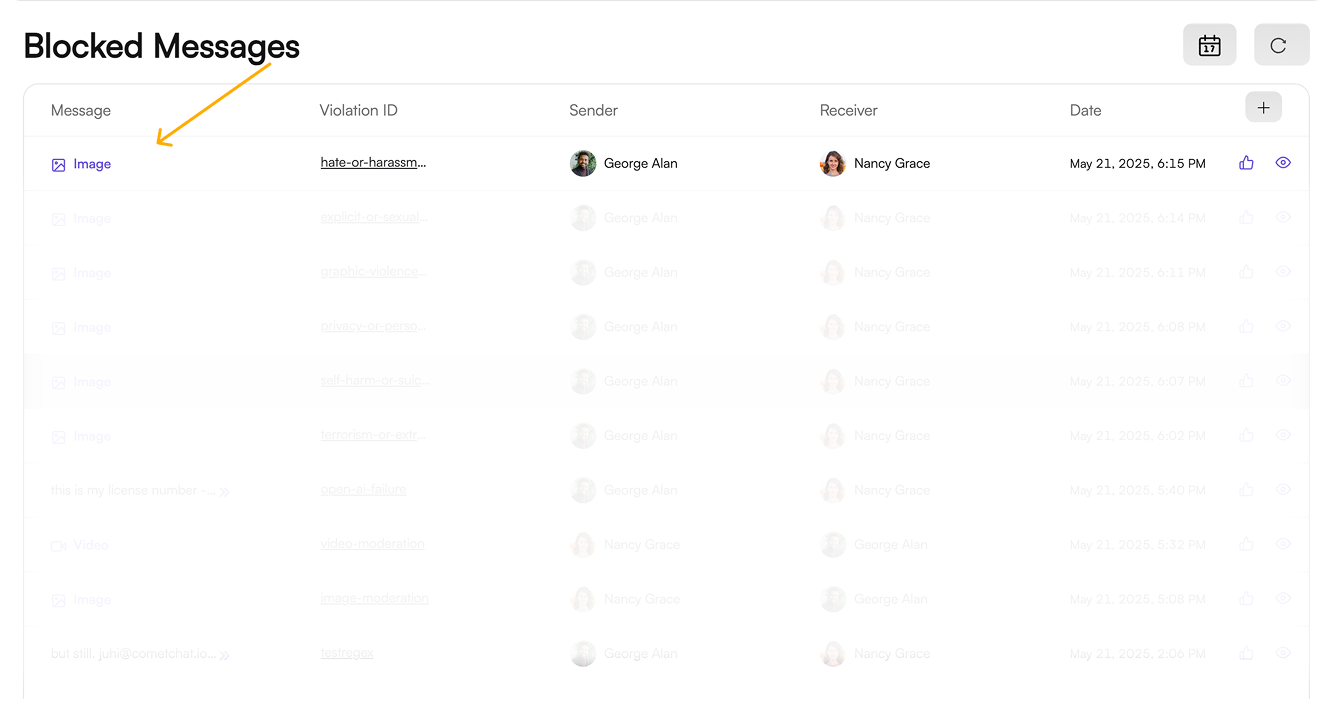 Blocked Messages
17
Message Violation ID Sender Receiver Date +
Image hate-or-harassm... George Alan Nancy Grace May 21, 2025, 6:15 PM
Image explicit-or-sexual... George Alan Nancy Grace May 21, 2025, 6:14 PM
Image graphic-violence... George Alan Nancy Grace May 21, 2025, 6:11 PM
Image privacy-or-perso... George Alan Nancy Grace May 21, 2025, 6:08 PM
Image self-harm-or-suic... George Alan Nancy Grace May 21, 2025, 6:07 PM
Image terrorism-or-extr... George Alan Nancy Grace May 21, 2025, 6:02 PM
this is my license number -... » open-ai-failure George Alan Nancy Grace May 21, 2025, 5:40 PM
Video video-moderation Nancy Grace George Alan May 21, 2025, 5:32 PM
Image image-moderation Nancy Grace George Alan May 21, 2025, 5:08 PM
but still. juhi@cometchat.io... » testregex George Alan Nancy Grace May 21, 2025, 2:06 PM